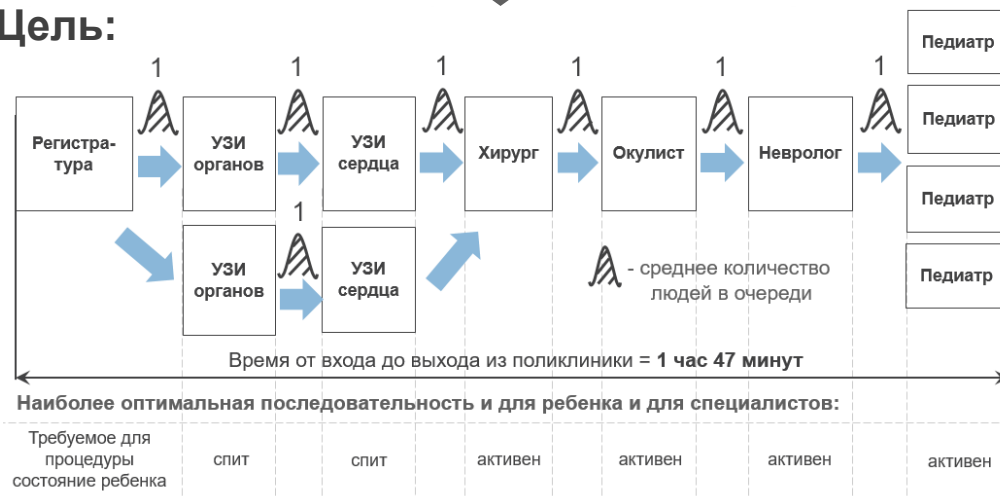 Цель:
1
1
1
1
1
1
Педиатр
Регистра-
тура
УЗИ
органов
УЗИ
сердца
Хирург
Окулист
Невролог
Педиатр
Педиатр
Педиатр
1
УЗИ
органов
УЗИ
сердца
- среднее количество
людей в очереди
Время от входа до выхода из поликлиники = 1 час 47 минут
Наиболее оптимальная последовательность и для ребенка и для специалистов:
Требуемое для
процедуры
состояние ребенка
спит
спит
активен
активен
активен
активен